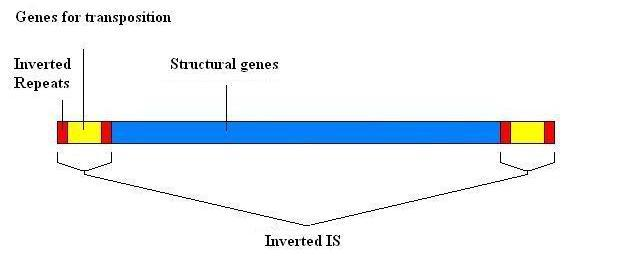 Genes for transposition
Inverted
Repeats
Structural genes
Inverted IS